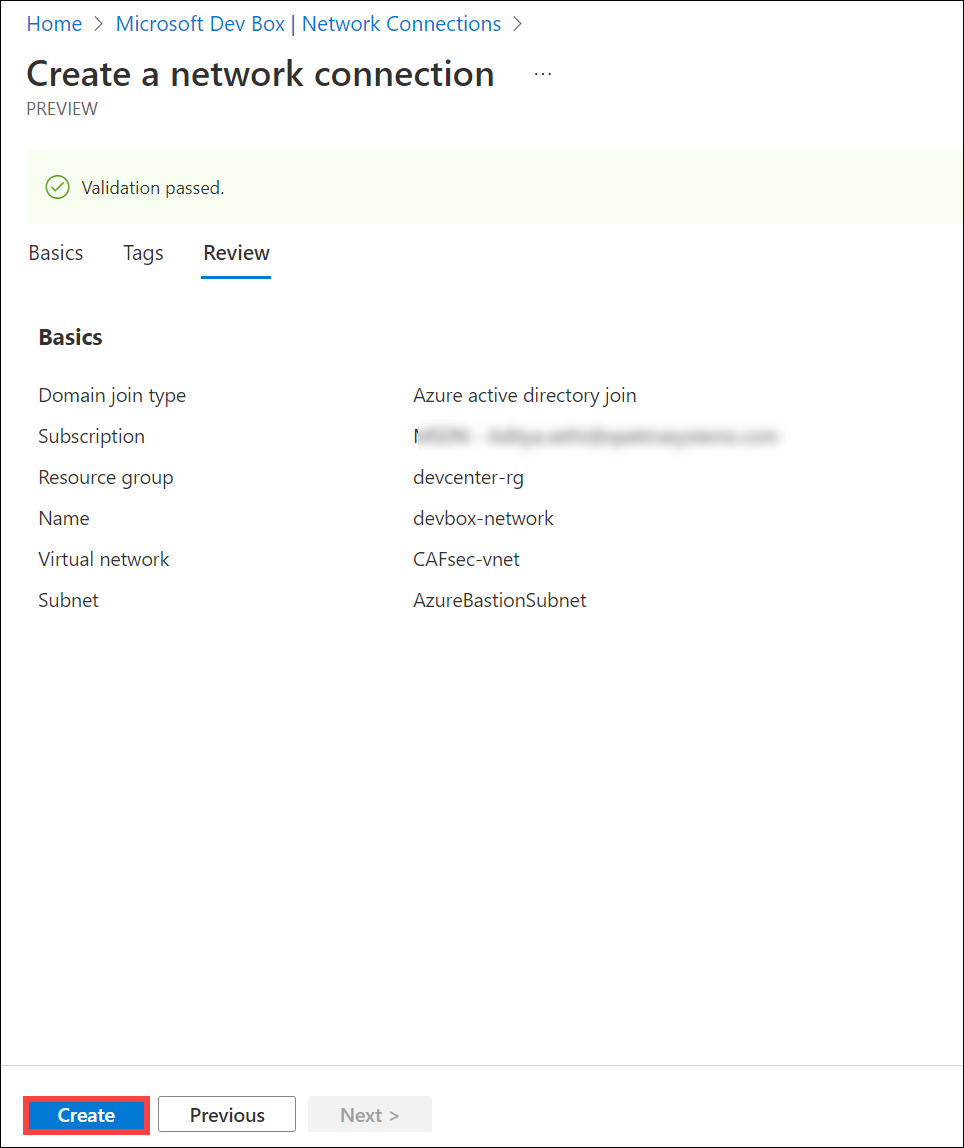 Home > Microsoft Dev Box | Network Connections >
Create a network connection ...
PREVIEW
Validation passed.
Basics Tags Review
Basics
Domain join type Azure active directory join
Subscription
Resource group devcenter-rg
Name devbox-network
Virtual network CAFsec-vnet
Subnet AzureBastionSubnet
Create Previous Next >